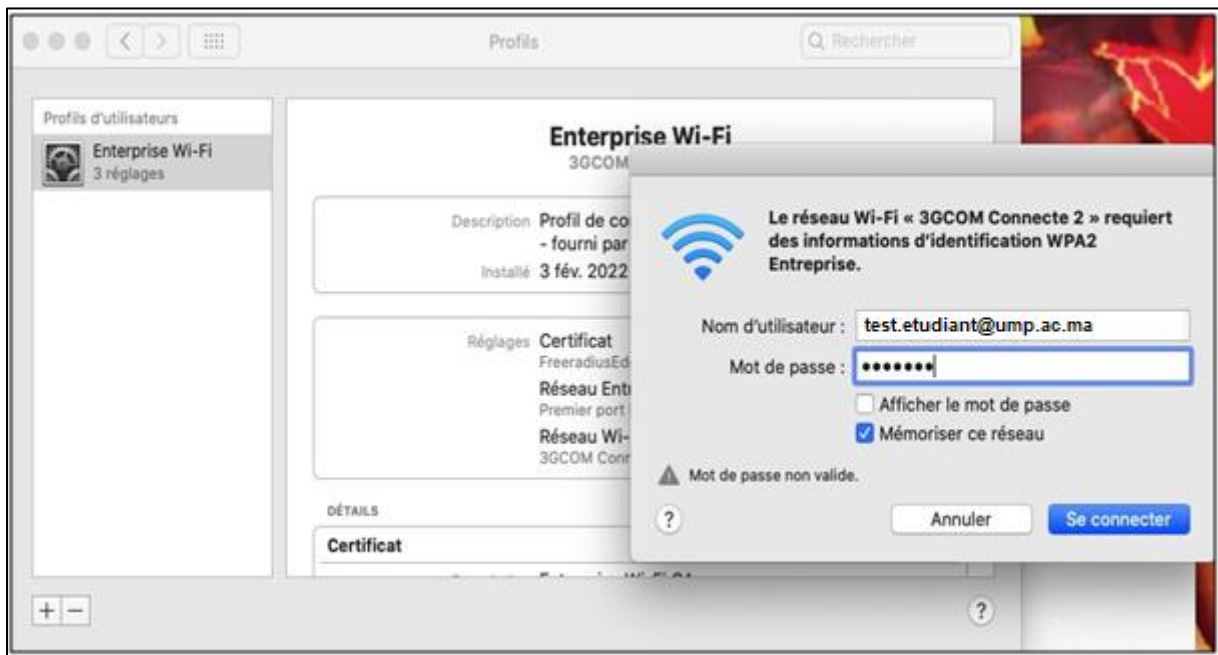 Profils
Rechercher
Profils d'utilisateurs
Enterprise Wi-Fi
3 réglages
Enterprise Wi-Fi
3GCOM
Description Profil de co
- fourni par
Installé 3 fév. 2022
Réglages Certificat
FreeradiusEd
Réseau Ent
Premier port
Réseau Wi-
3GCOM Conr
DÉTAILS
Certificat
Le réseau Wi-Fi « 3GCOM Connecte 2 » requiert
des informations d'identification WPA2
Entreprise.
Nom d'utilisateur : test.etudiant@ump.ac.ma
Mot de passe : •••••••
Afficher le mot de passe
Mémoriser ce réseau
Mot de passe non valide.
? Annuler Se connecter
+ − ?